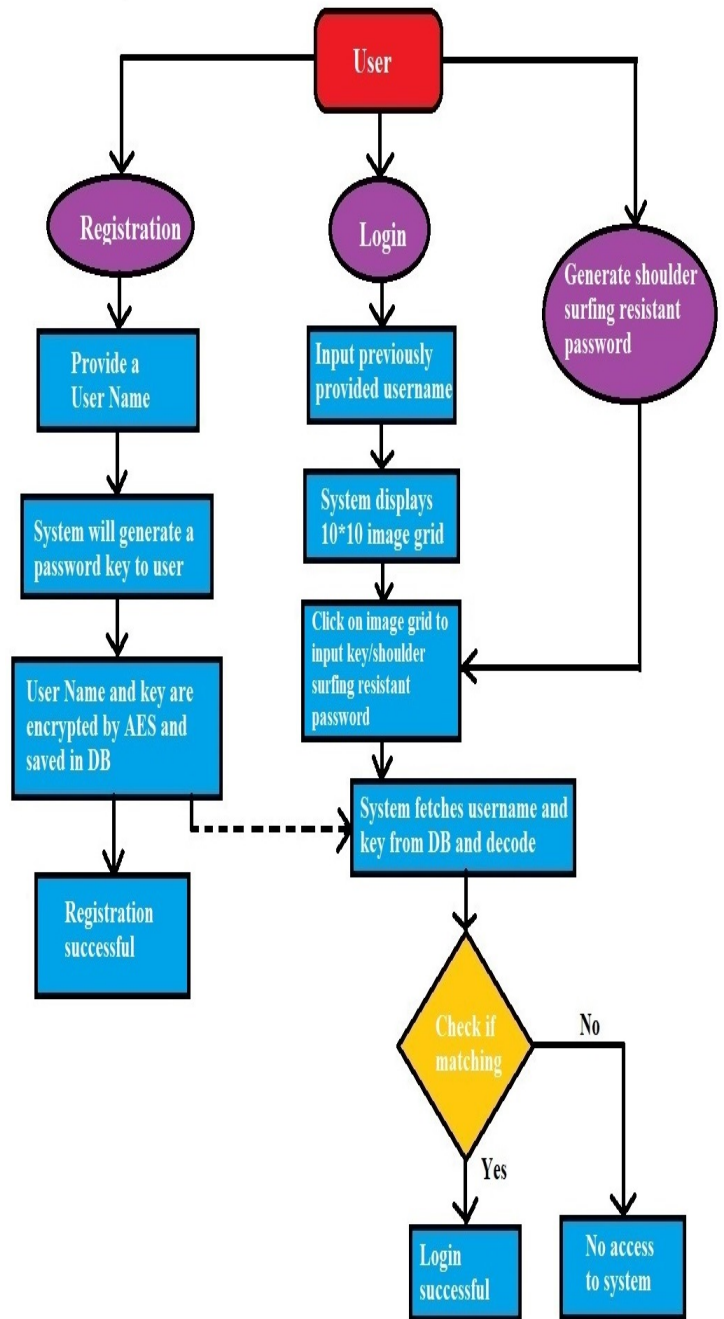 User
Registration
Login
Generate shoulder
surfing resistant
password
Provide a
User Name
Input previously
provided username
System will generate a
password key to user
System displays
10*10 image grid
User Name and key are
encrypted by AES and
saved in DB
Click on image grid to
input key/shoulder
surfing resistant
password
System fetches username and
key from DB and decode
Registration
successful
Check if
matching
No
Yes
Login
successful
No access
to system